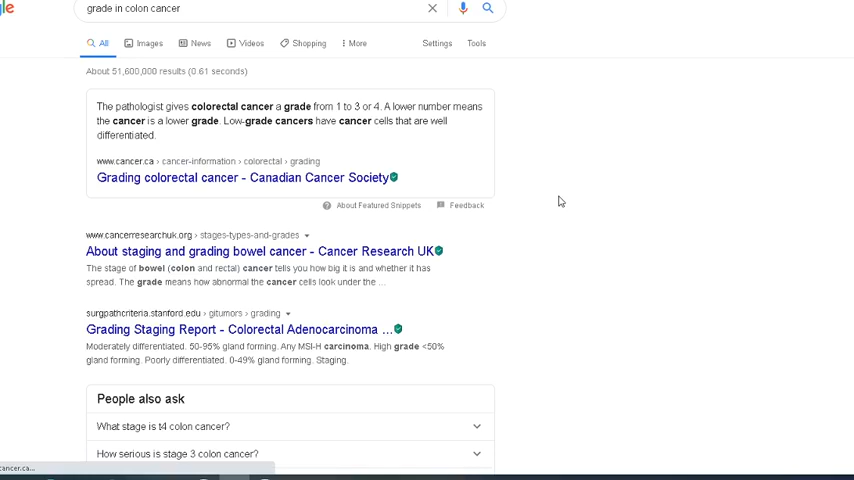 grade in colon cancer
All
Images
News
Videos
Shopping
More
Settings
Tools
About 51,600,000 results (0.61 seconds)
The pathologist gives colorectal cancer a grade from 1 to 3 or 4. A lower number means
the cancer is a lower grade. Low-grade cancers have cancer cells that are well
differentiated.
www.cancer.ca › cancer-information › colorectal › grading
Grading colorectal cancer - Canadian Cancer Society
About Featured Snippets
Feedback
www.cancerresearchuk.org › stages-types-and-grades
About staging and grading bowel cancer - Cancer Research UK
The stage of bowel (colon and rectal) cancer tells you how big it is and whether it has
spread. The grade means how abnormal the cancer cells look under the ...
surgpathcriteria.stanford.edu › gitumors › grading
Grading Staging Report - Colorectal Adenocarcinoma ...
Moderately differentiated. 50-95% gland forming. Any MSI-H carcinoma. High grade <50%
gland forming. Poorly differentiated. 0-49% gland forming. Staging.
People also ask
What stage is t4 colon cancer?
How serious is stage 3 colon cancer?
cancer.ca...